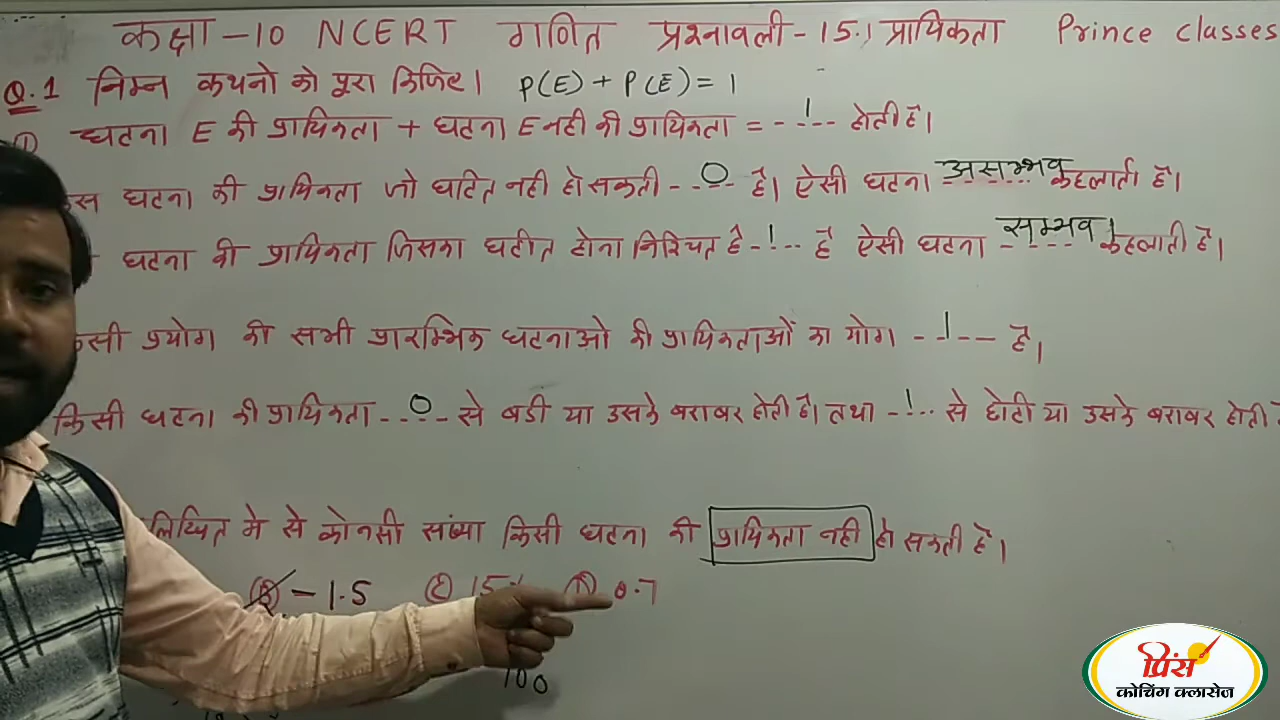 कक्षा -10 NCERT गणित प्रश्नावली - 15.1 प्रायिकता Prince classes
Q.1 निम्न कथनो को पूरा किजिए। P(E) + P(E̅) = 1
① घटना E की प्रायिकता + घटना E नही की प्रायिकता = --1-- होती है।
स घटना की प्रायिकता जो घटित नही हो सकती --0-- है। ऐसी घटना असम्भव कहलाती है।
घटना की प्रायिकता जिसका घटीत होना निश्चित है -1-- है ऐसी घटना सम्भव कहलाती है।
कसी प्रयोग की सभी प्रारम्भिक घटनाओ की प्रायिकताओं का योग --1-- है।
किसी घटना की प्रायिकता --0-- से बडी या उसके बराबर होती है। तथा -1-- से छोटी या उसके बराबर होती है
लिखित मे से कोनसी संख्या किसी घटना की प्रायिकता नही हो सकती है।
Ⓑ -1.5 Ⓒ 15% Ⓓ 0.7
100
प्रिंस
कोचिंग क्लासेज